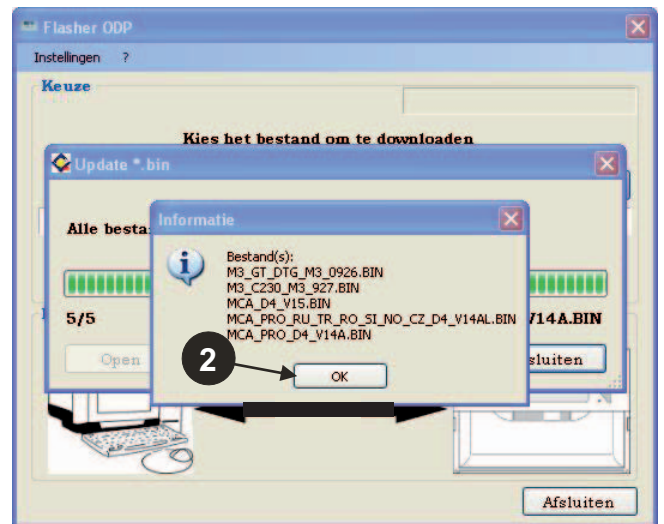 Flasher ODP
Instellingen ?
Keuze
Kies het bestand om te downloaden
Update *.bin
Alle besta
Informatie
Bestand(s):
M3_GT_DTG_M3_0926.BIN
M3_C230_M3_927.BIN
MCA_D4_V15.BIN
MCA_PRO_RU_TR_RO_SI_NO_CZ_D4_V14AL.BIN
MCA_PRO_D4_V14A.BIN
5/5
V14A.BIN
Open
2
OK
sluiten
Afsluiten